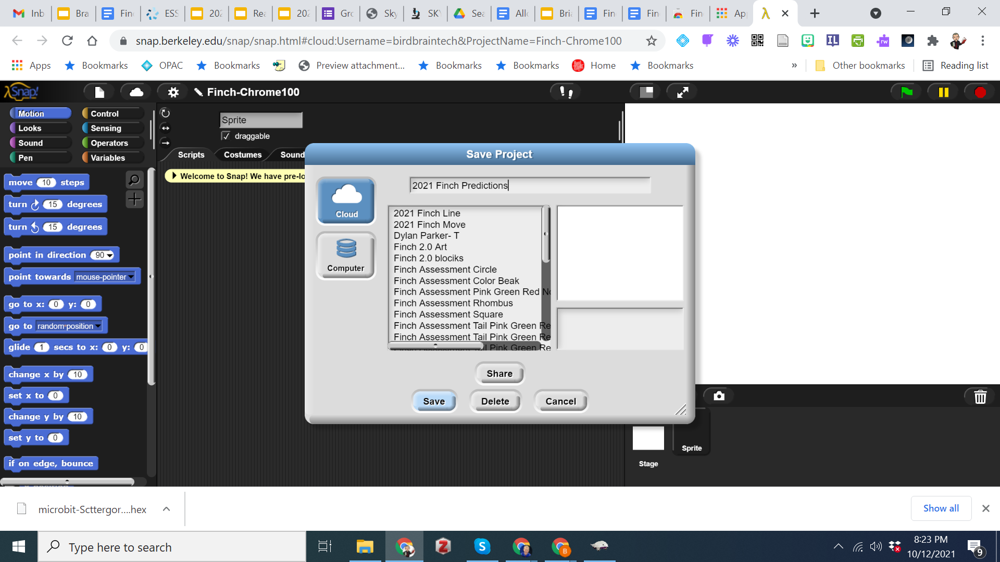 Inb
Bra
Fin
ESS
202
Rea
202
Gro
Sky
SKY
Sea
Allo
Bria
Fin
Fin
Fin
Ap
snap.berkeley.edu/snap/snap.html#cloud:Username=birdbraintech&ProjectName=Finch-Chrome100
Apps Bookmarks OPAC Bookmarks Preview attachment... Bookmarks Bookmarks Home Bookmarks » Other bookmarks Reading list
Snap! Finch-Chrome100
Motion Control
Looks Sensing
Sound Operators
Pen Variables
Sprite
draggable
Scripts Costumes Sound
Welcome to Snap! We have pre-lo
move 10 steps
turn 15 degrees
turn 15 degrees
point in direction 90
point towards mouse-pointer
go to x: 0 y: 0
go to random position
glide 1 secs to x: 0 y: 0
change x by 10
set x to 0
change y by 10
set y to 0
if on edge, bounce
Save Project
2021 Finch Predictions
Cloud
Computer
2021 Finch Line
2021 Finch Move
Dylan Parker- T
Finch 2.0 Art
Finch 2.0 blociks
Finch Assessment Circle
Finch Assessment Color Beak
Finch Assessment Pink Green Red No
Finch Assessment Rhombus
Finch Assessment Square
Finch Assessment Tail Pink Green Re
Finch Assessment Tail Pink Green Re
Finch Assessment Tail Pink Green Re
Share
Save Delete Cancel
Sprite
Stage
microbit-Scttergor....hex
Show all
Type here to search
8:23 PM
10/12/2021
9